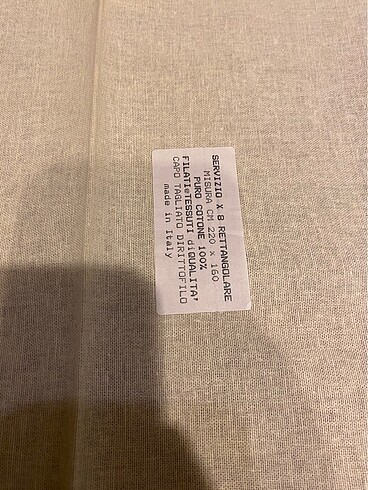 SERVIZIO X 8 RETTANGOLARE
MISURA CM 220 x 160
PURO COTONE 100%
FILATI e TESSUTI di QUALITA'
CAPO TAGLIATO DIRITTOFILO
made in Italy